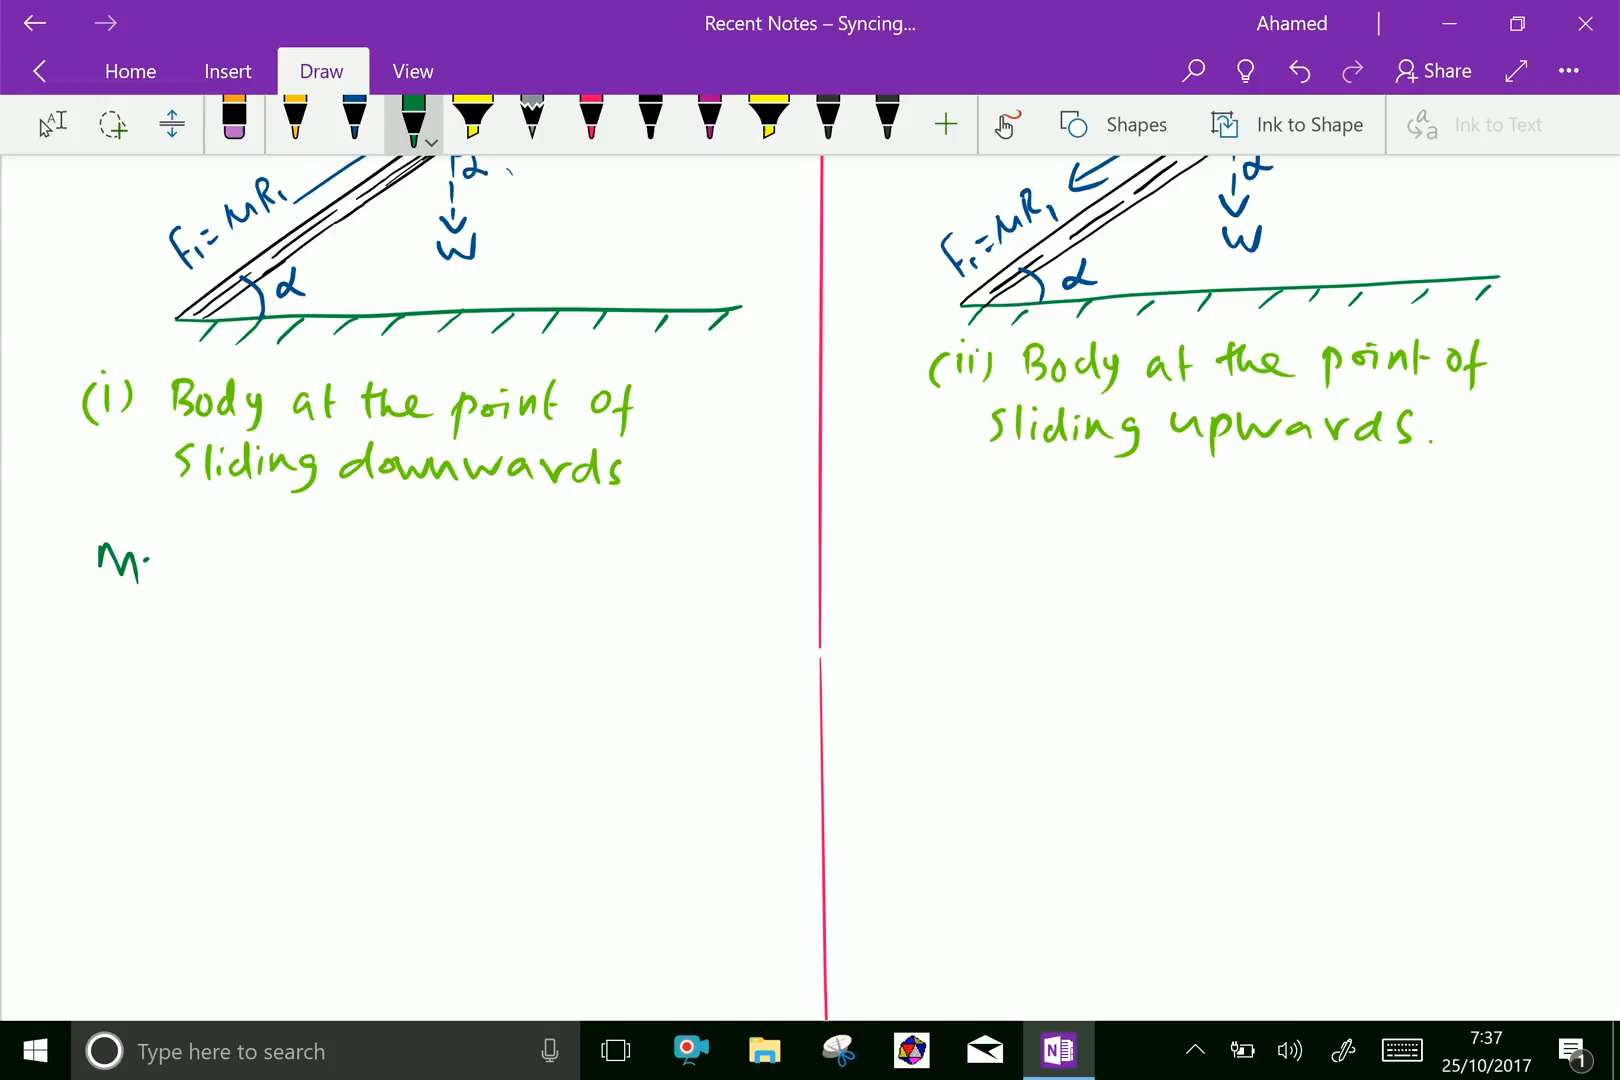 Recent Notes – Syncing...
Ahamed
Home Insert Draw View
Share
Shapes
Ink to Shape
Ink to Text
F₁ = μR₁
α
W
α
(i) Body at the point of
sliding downwards
M.
F₁ = μR₁
α
W
α
(ii) Body at the point of
sliding upwards.
Type here to search
7:37
25/10/2017
1